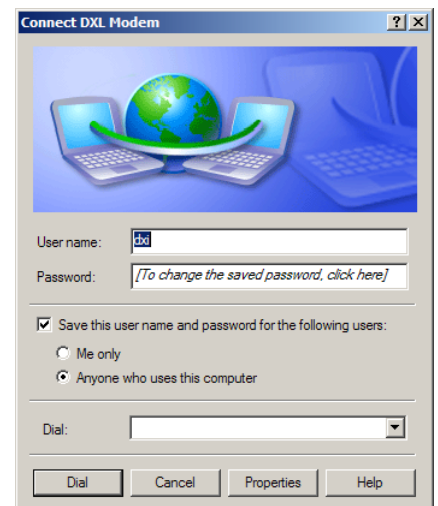 Connect DXL Modem
User name: dxi
Password: [To change the saved password, click here]
Save this user name and password for the following users:
Me only
Anyone who uses this computer
Dial:
Dial Cancel Properties Help